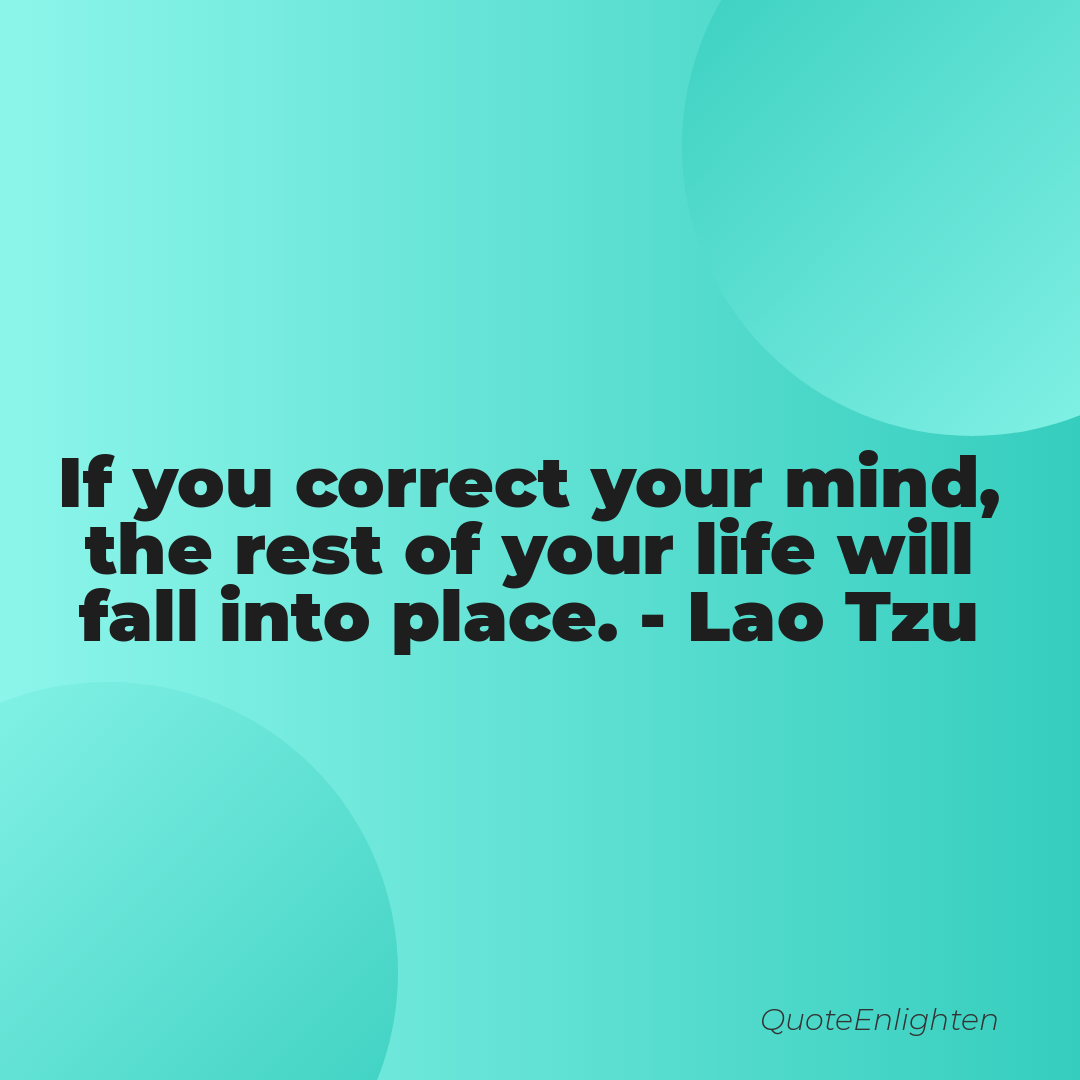 If you correct your mind,
the rest of your life will
fall into place. - Lao Tzu
QuoteEnlighten